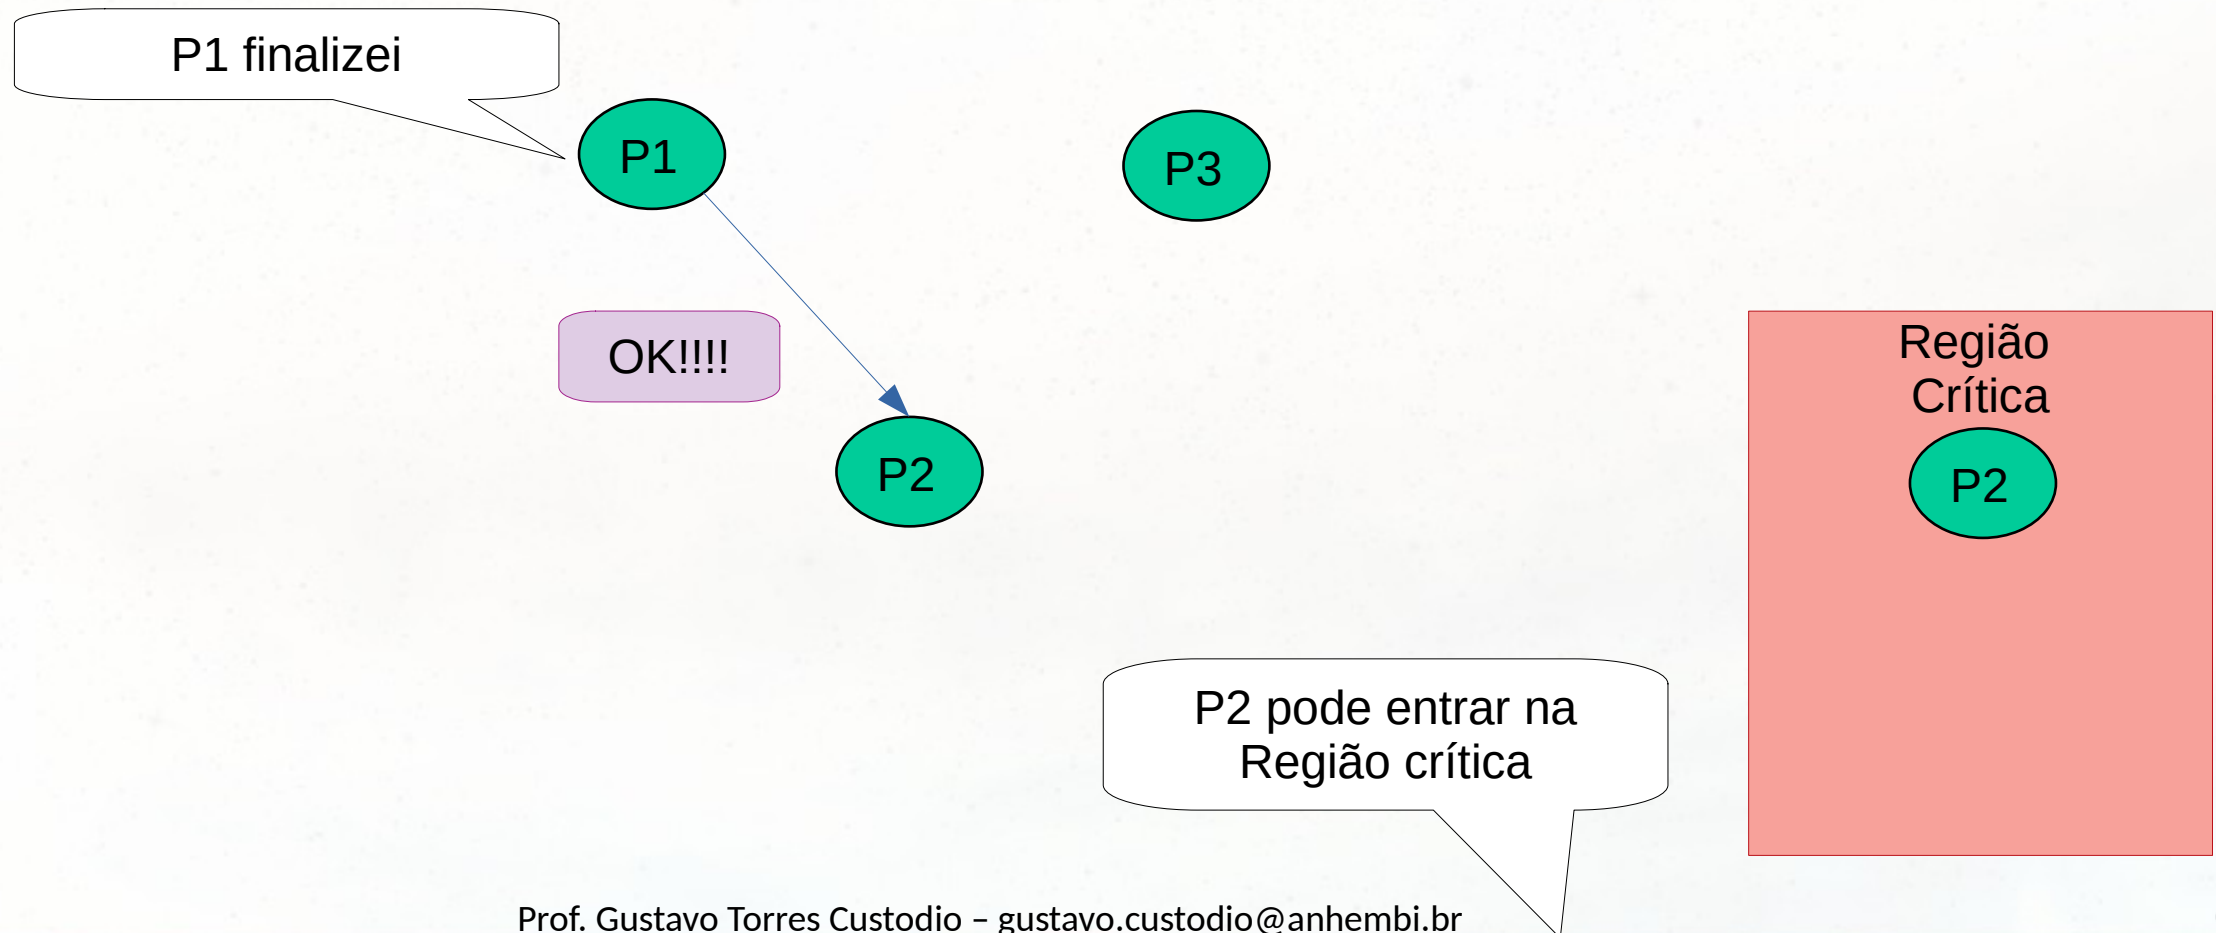 P1 finalizei
P1
P3
OK!!!!
Região
Crítica
P2
P2
P2 pode entrar na
Região crítica
Prof. Gustavo Torres Custodio – gustavo.custodio@anhembi.br